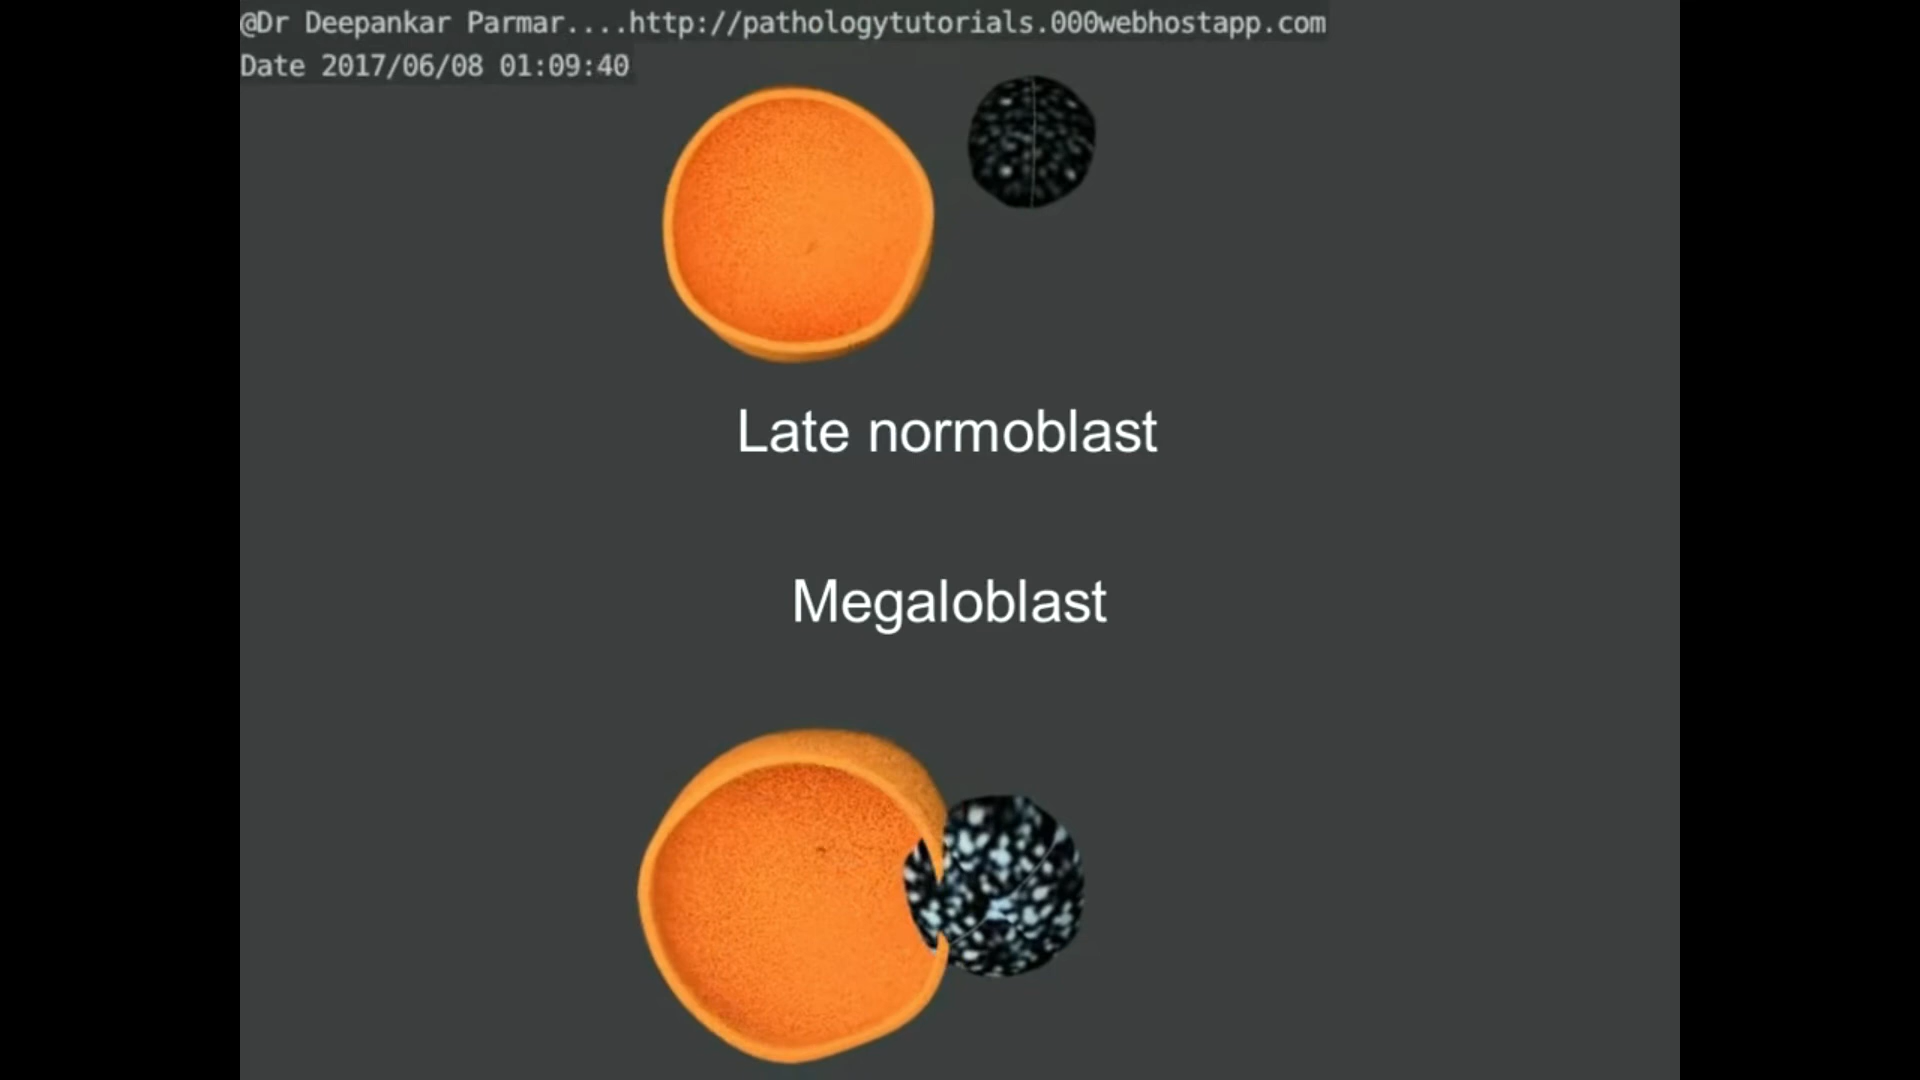 @Dr Deepankar Parmar....http://pathologytutorials.000webhostapp.com
Date 2017/06/08 01:09:40
Late normoblast
Megaloblast